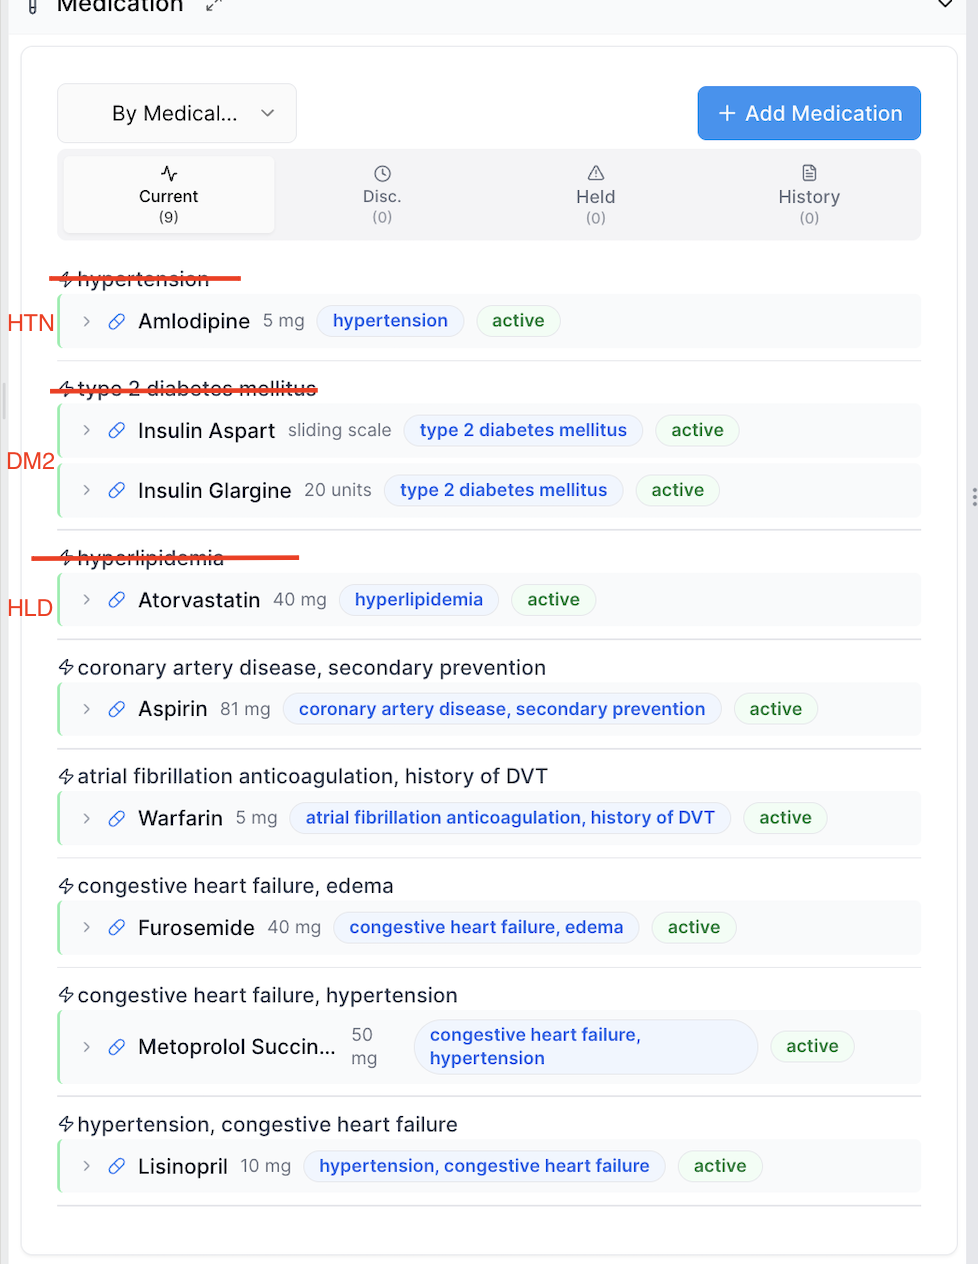 Medication
By Medical...
+ Add Medication
Current
(9)
Disc.
(0)
Held
(0)
History
(0)
hypertension
HTN
Amlodipine 5 mg hypertension active
type 2 diabetes mellitus
Insulin Aspart sliding scale type 2 diabetes mellitus active
DM2
Insulin Glargine 20 units type 2 diabetes mellitus active
hyperlipidemia
HLD
Atorvastatin 40 mg hyperlipidemia active
coronary artery disease, secondary prevention
Aspirin 81 mg coronary artery disease, secondary prevention active
atrial fibrillation anticoagulation, history of DVT
Warfarin 5 mg atrial fibrillation anticoagulation, history of DVT active
congestive heart failure, edema
Furosemide 40 mg congestive heart failure, edema active
congestive heart failure, hypertension
Metoprolol Succin... 50 mg congestive heart failure, hypertension active
hypertension, congestive heart failure
Lisinopril 10 mg hypertension, congestive heart failure active